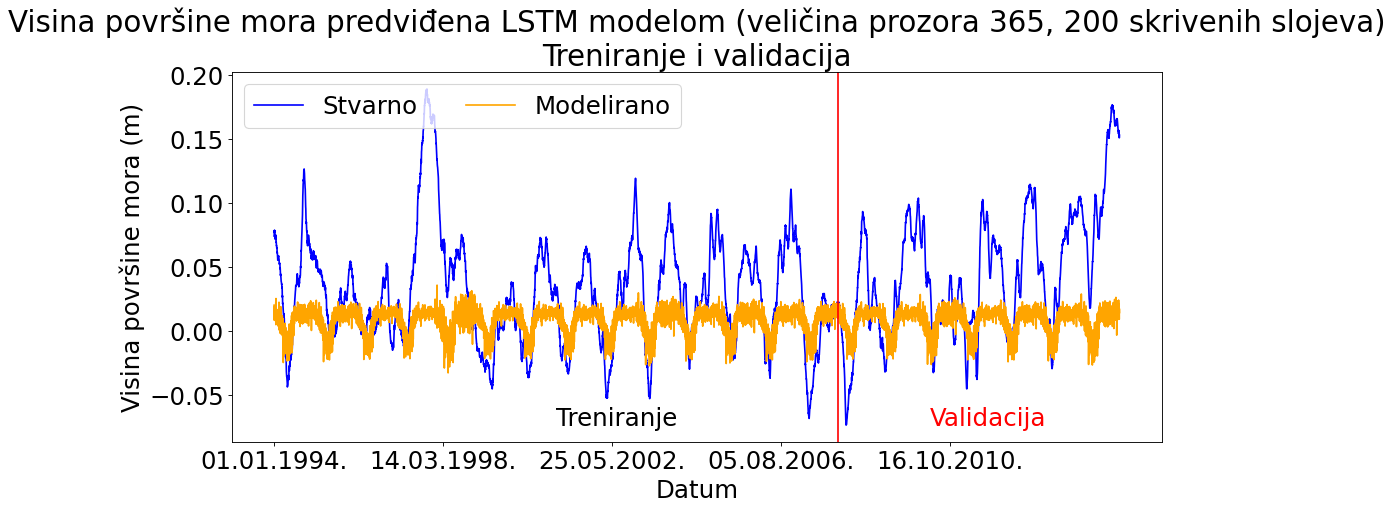 Visina površine mora predviđena LSTM modelom (veličina prozora 365, 200 skrivenih slojeva)
Treniranje i validacija
Stvarno
Modelirano
Visina površine mora (m)
0.20
0.15
0.10
0.05
0.00
−0.05
Treniranje
Validacija
01.01.1994.
14.03.1998.
25.05.2002.
05.08.2006.
16.10.2010.
Datum